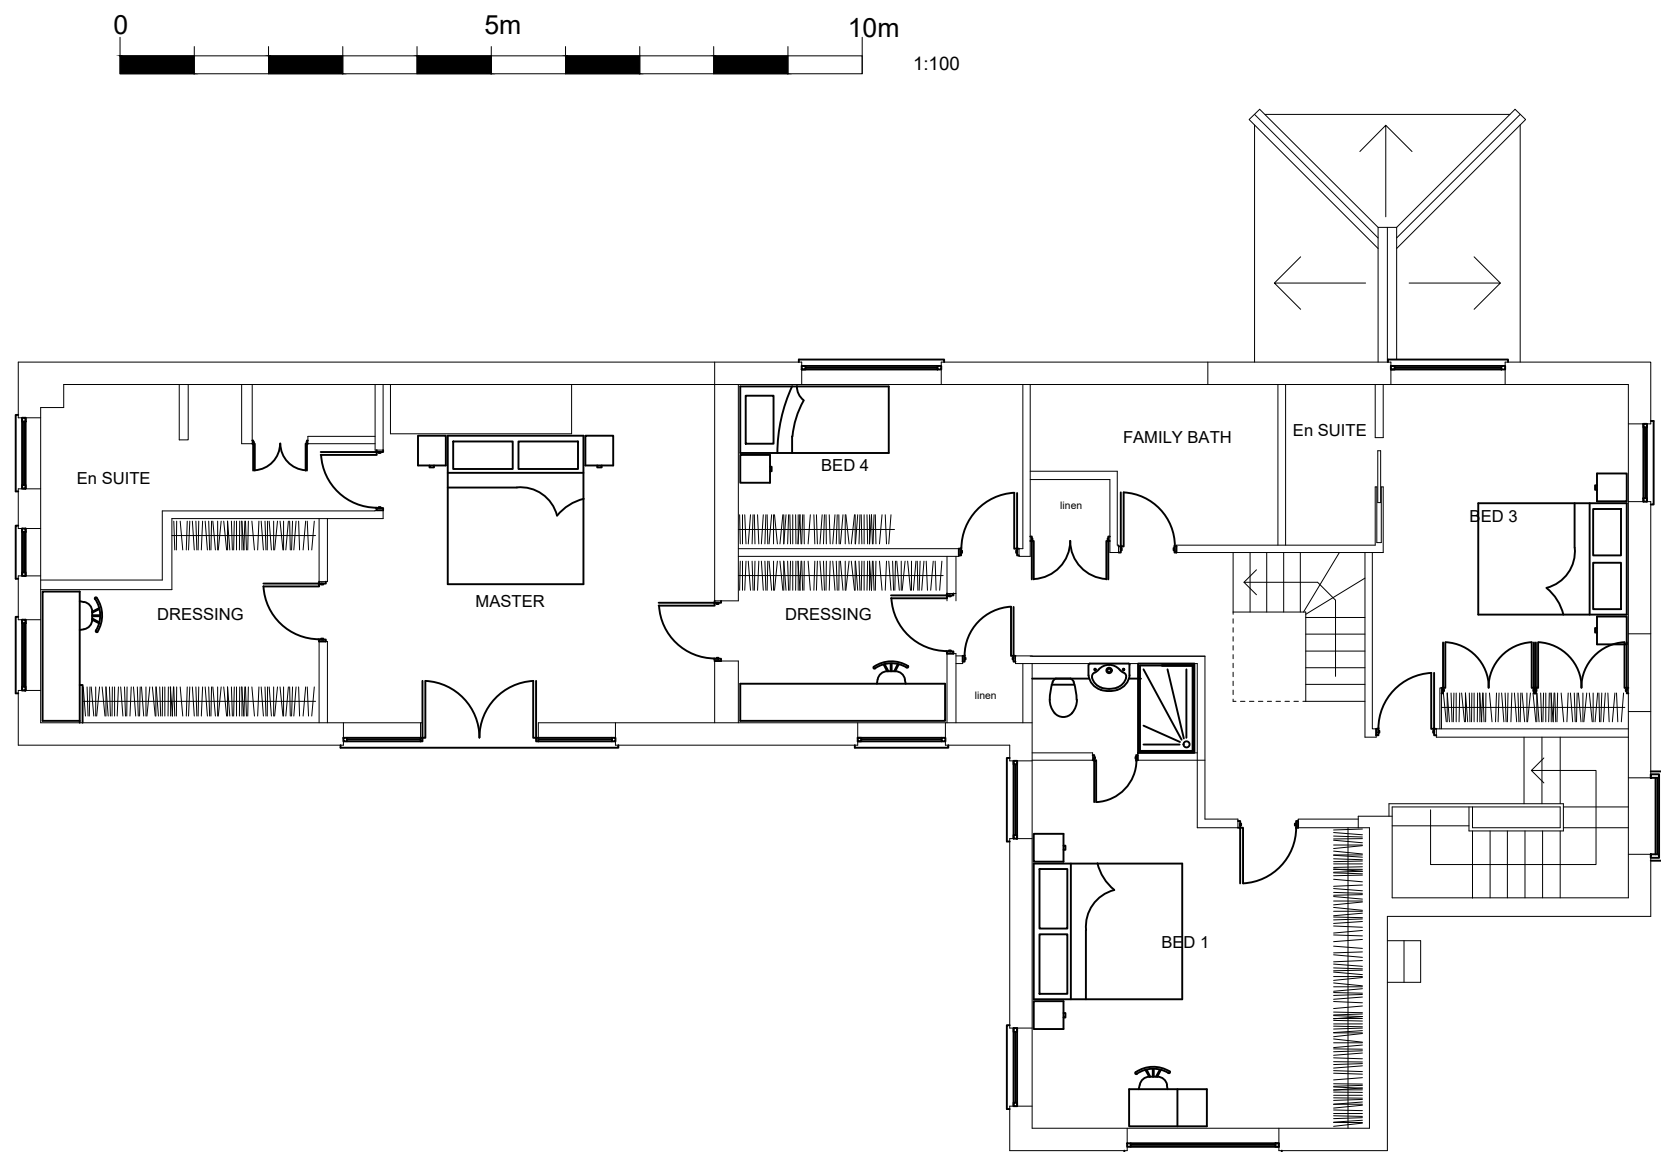 0 5m 10m
1:100
FAMILY BATH
En SUITE
En SUITE
BED 4
linen
BED 3
DRESSING
MASTER
DRESSING
linen
BED 1